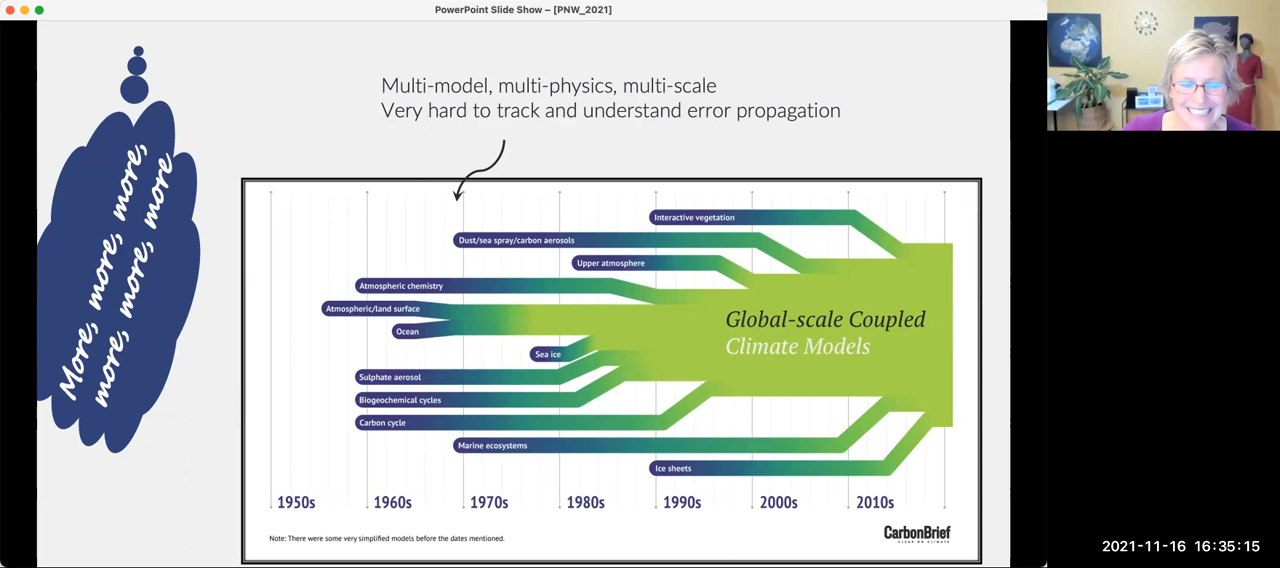 PowerPoint Slide Show – [PNW_2021]
Multi-model, multi-physics, multi-scale
Very hard to track and understand error propagation
More, more, more, more,
more, more, more, more
Interactive vegetation
Dust/sea spray/carbon aerosols
Upper atmosphere
Atmospheric chemistry
Atmospheric/land surface
Ocean
Global-scale Coupled
Climate Models
Sea ice
Sulphate aerosol
Biogeochemical cycles
Carbon cycle
Marine ecosystems
Ice sheets
1950s 1960s 1970s 1980s 1990s 2000s 2010s
Note: There were some very simplified models before the dates mentioned.
CarbonBrief
CLEAR ON CLIMATE
2021-11-16 16:35:15